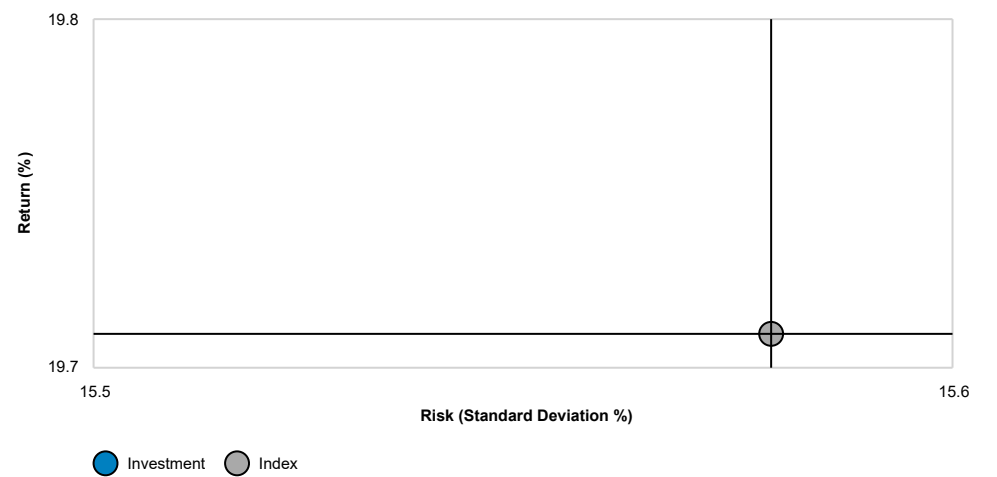 19.8
Return (%)
19.7
15.5 15.6
Risk (Standard Deviation %)
Investment Index